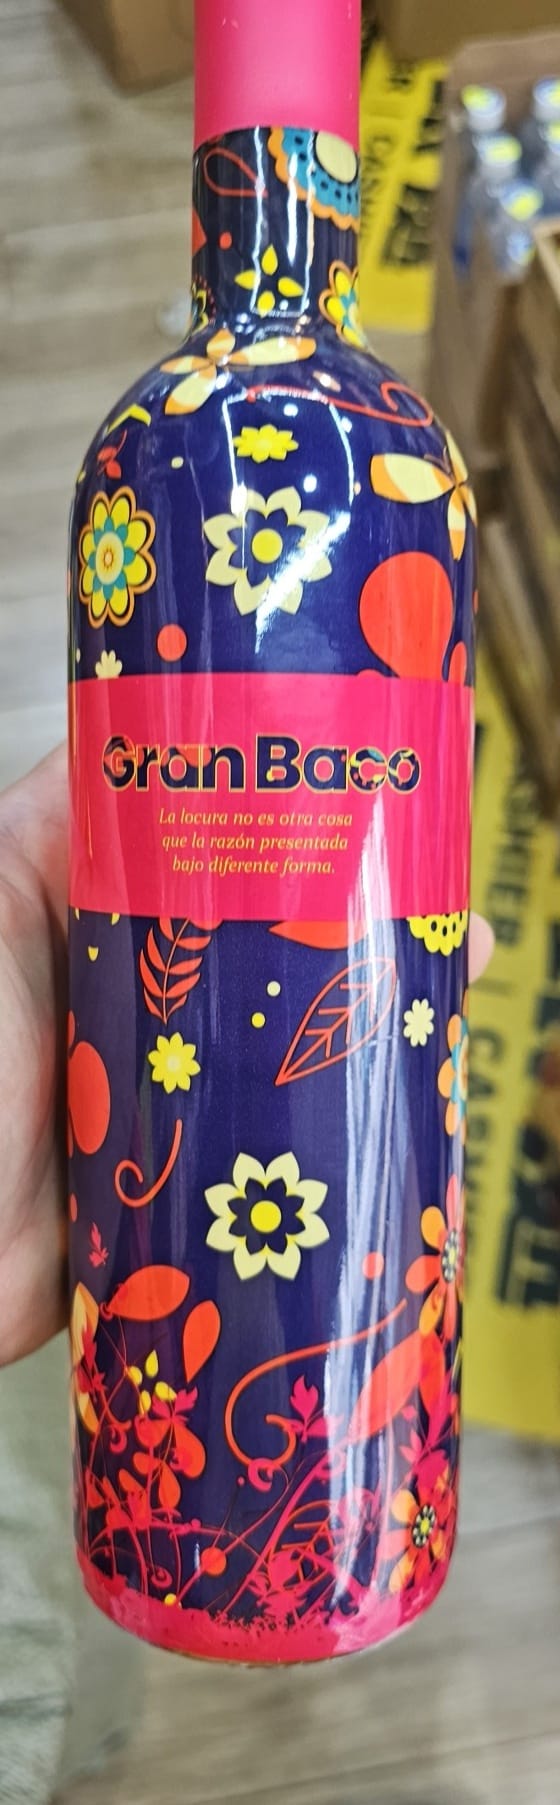 Gran Baco
La locura no es otra cosa
que la razón presentada
bajo diferente forma.